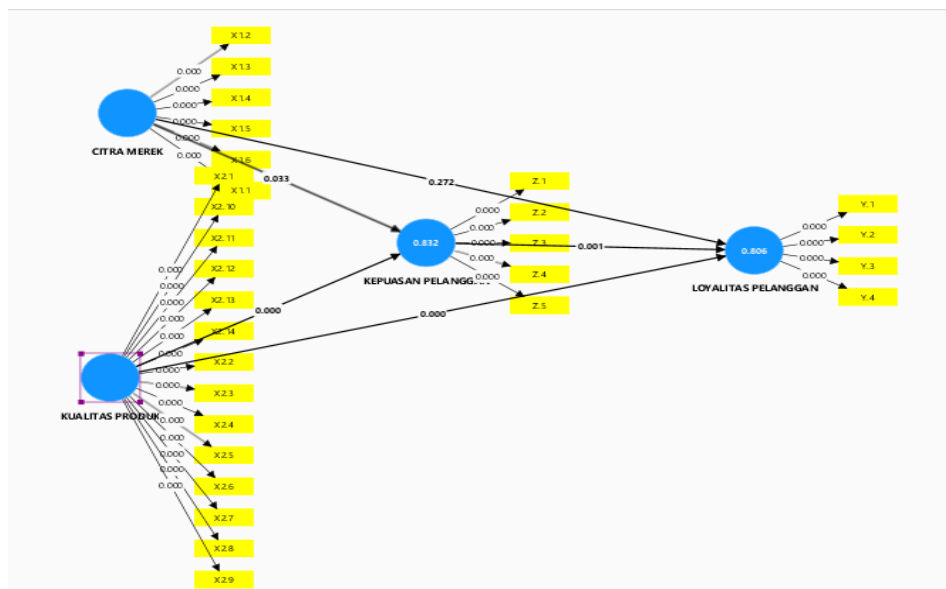 X1.2
0.000
X1.3
0.000
X1.4
0.000
X1.5
0.000
X1.6
0.000
X1.1
0.000
CITRA MEREK
0.033
0.272
X2.1
X2.10
X2.11
X2.12
X2.13
X2.14
X2.2
X2.3
X2.4
X2.5
X2.6
X2.7
X2.8
X2.9
0.000
0.000
0.000
0.000
0.000
0.000
0.000
0.000
0.000
0.000
0.000
0.000
0.000
0.000
KUALITAS PRODUK
0.000
0.000
Z.1
Z.2
Z.3
Z.4
Z.5
0.000
0.000
0.000
0.000
0.000
0.832
KEPUASAN
0.001
0.806
LOYALITAS PELANGGAN
Y.1
Y.2
Y.3
Y.4
0.000
0.000
0.000
0.000